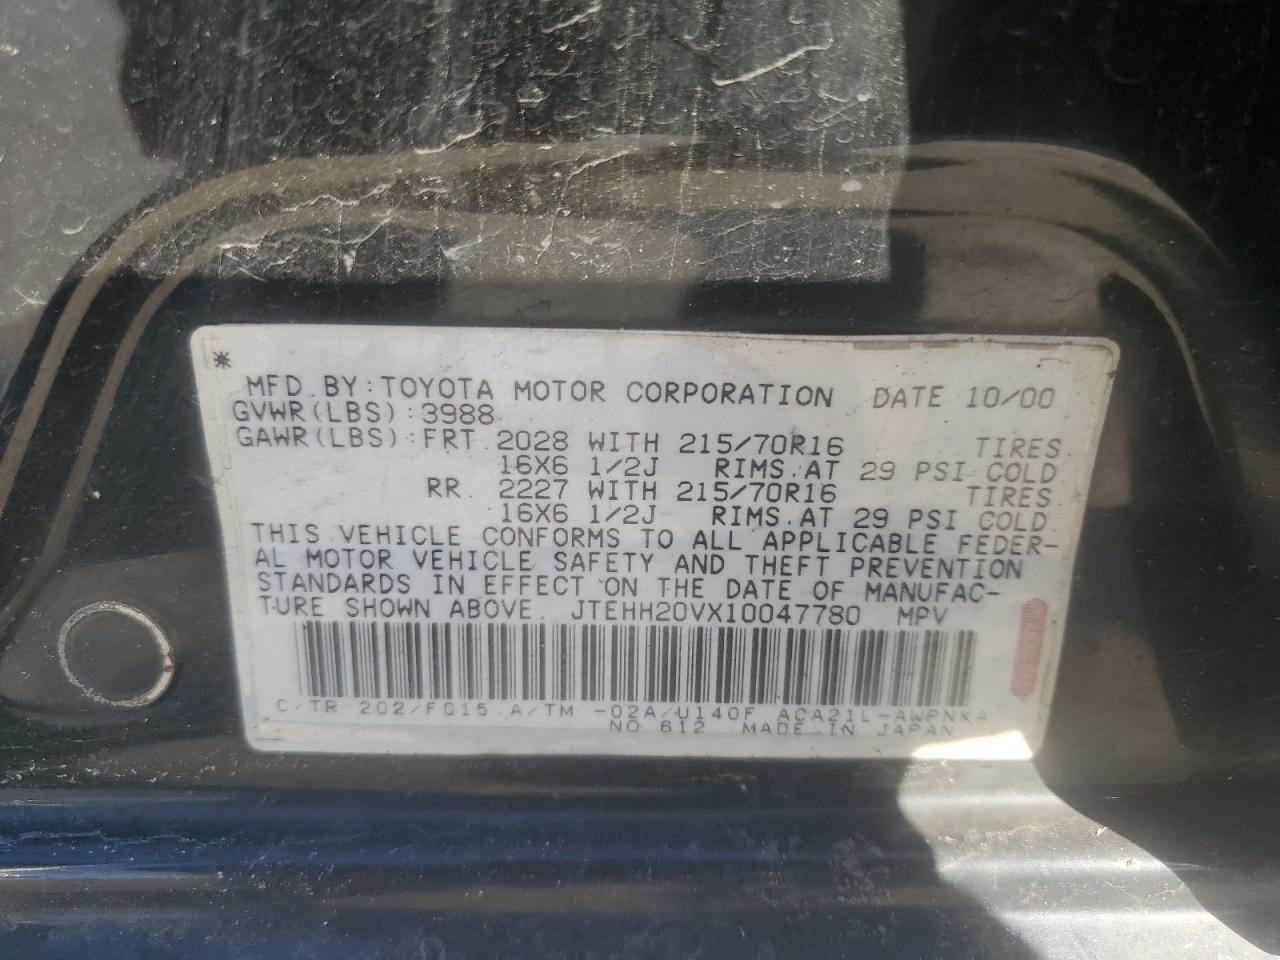 *
MFD. BY: TOYOTA MOTOR CORPORATION DATE 10/00
GVWR(LBS): 3988
GAWR(LBS): FRT 2028 WITH 215/70R16 TIRES
16X6 1/2J RIMS. AT 29 PSI COLD
RR. 2227 WITH 215/70R16 TIRES
16X6 1/2J RIMS. AT 29 PSI COLD
THIS VEHICLE CONFORMS TO ALL APPLICABLE FEDER-
AL MOTOR VEHICLE SAFETY AND THEFT PREVENTION
STANDARDS IN EFFECT ON THE DATE OF MANUFAC-
TURE SHOWN ABOVE. JTEHH20VX10047780 MPV
C/TR 202/FG15 A/TM -02A/U140F ACA21L-AWPNKA
NO 612 MADE IN JAPAN